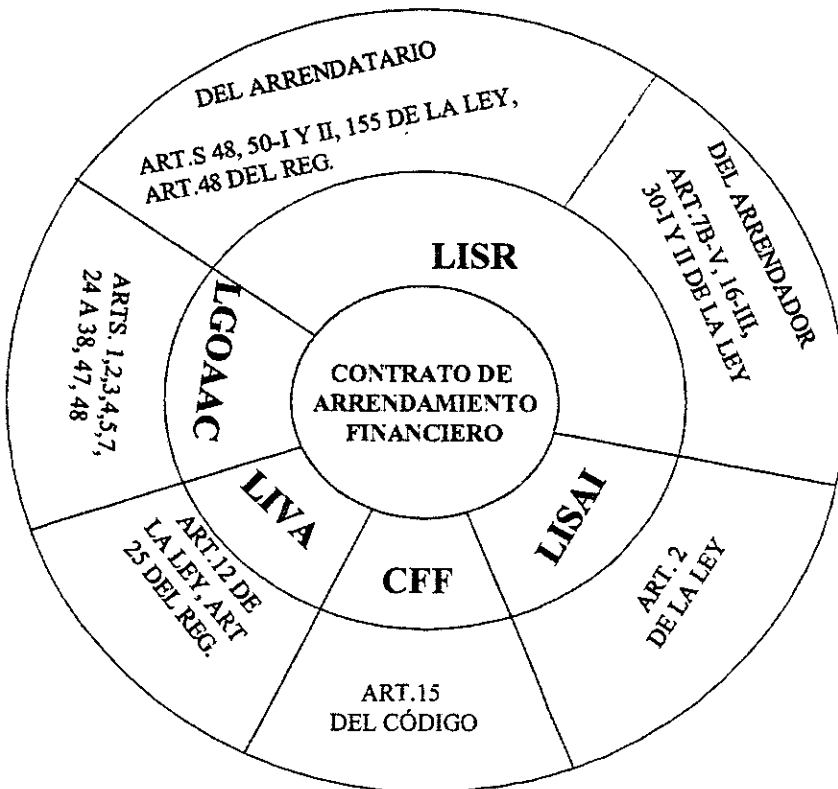 DEL ARRENDATARIO
ART.S 48, 50-I Y II, 155 DE LA LEY,
ART.48 DEL REG.
DEL ARRENDADOR
ART.7B-V, 16-III,
30-I Y II DE LA LEY
LISR
LGOAAC
ARTS. 1,2,3,4,5,7,
24 A 38, 47, 48
CONTRATO DE
ARRENDAMIENTO
FINANCIERO
LIVA
ART.12 DE
LA LEY, ART
25 DEL REG.
CFF
ART.15
DEL CÓDIGO
LISAI
ART. 2
DE LA LEY